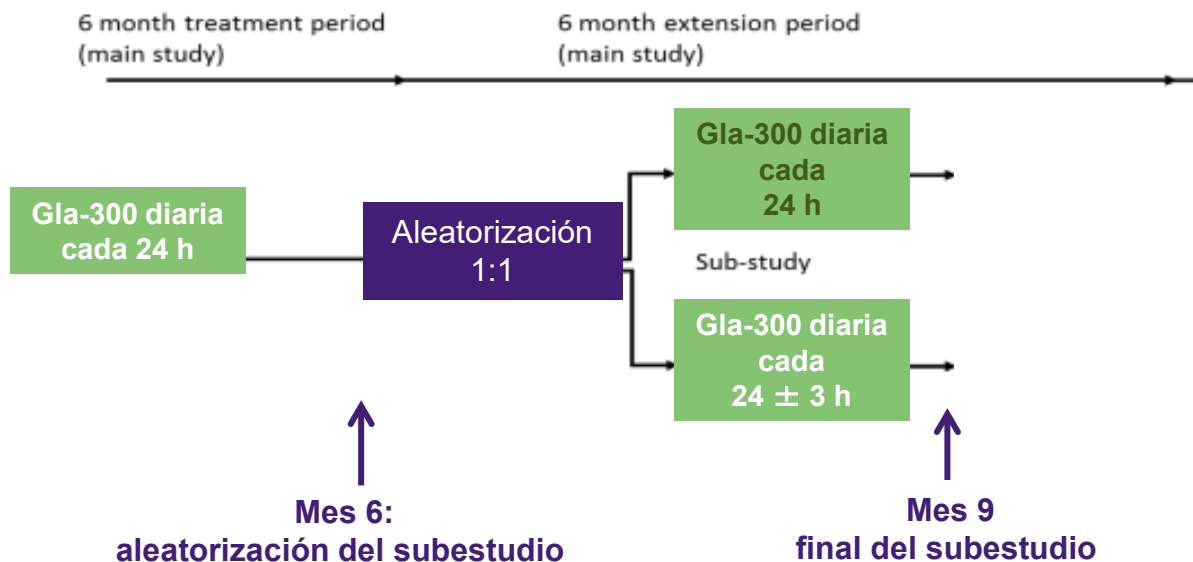 6 month treatment period
(main study)
6 month extension period
(main study)
Gla-300 diaria
cada 24 h
Aleatorización
1:1
Gla-300 diaria
cada
24 h
Sub-study
Gla-300 diaria
cada
24 ± 3 h
Mes 6:
aleatorización del subestudio
Mes 9
final del subestudio